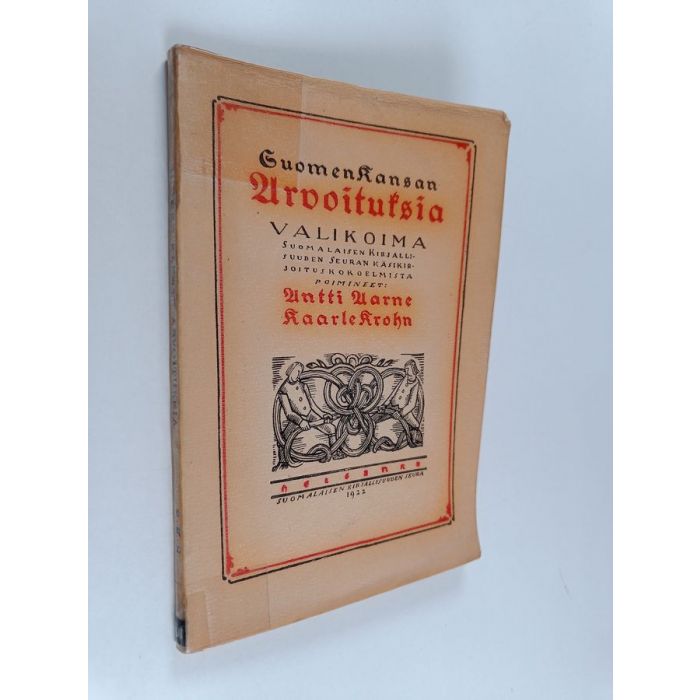 Suomen Kansan
Arvoituksia
VALIKOIMA
SUOMALAISEN KIRJALLI-
SUUDEN SEURAN KÄSIKIR-
JOITUSKOKOELMISTA
POIMINEET:
Antti Aarne
Kaarle Krohn
HELSINKI
SUOMALAISEN KIRJALLISUUDEN SEURA
1922
ARVOITUKSIA